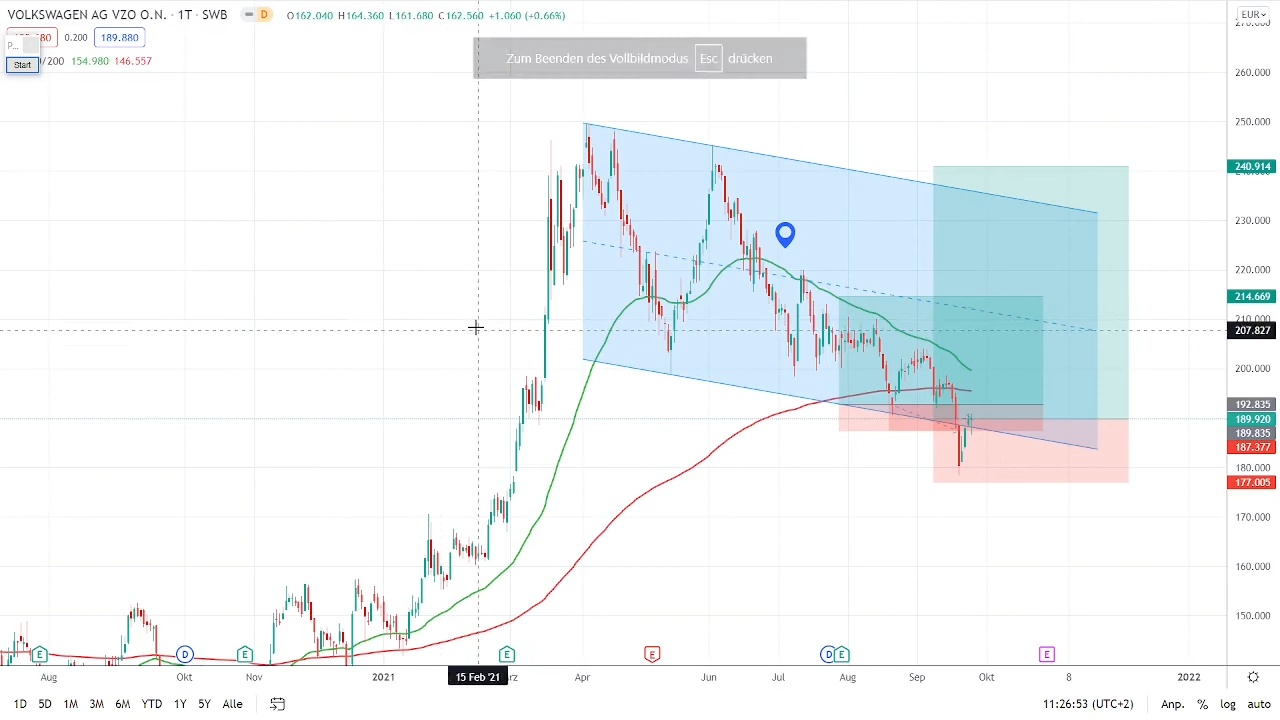 VOLKSWAGEN AG VZO O.N. · 1T · SWB D O162.040 H164.360 L161.680 C162.560 +1.060 (+0.66%)
EUR
0.200 189.880
P...
/200 154.980 146.557
Start
Zum Beenden des Vollbildmodus Esc drücken
260.000
250.000
240.914
230.000
220.000
214.669
207.827
200.000
192.835
189.920
189.835
187.377
180.000
177.005
170.000
160.000
150.000
E D E E E D E E
Aug Okt Nov 2021 15 Feb '21 Apr Jun Jul Aug Sep Okt 8 2022
1D 5D 1M 3M 6M YTD 1Y 5Y Alle 11:26:53 (UTC+2) Anp. % log auto